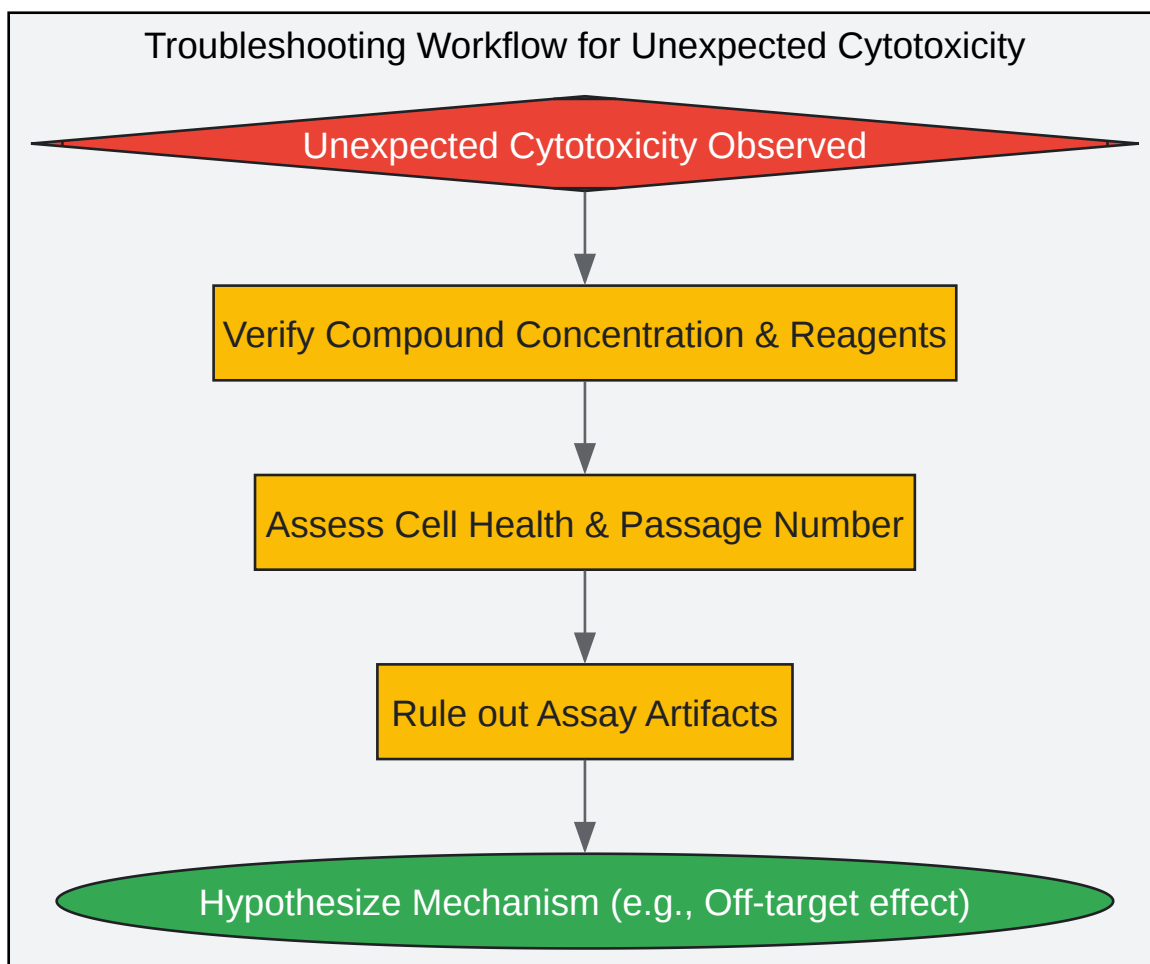 Troubleshooting Workflow for Unexpected Cytotoxicity
Unexpected Cytotoxicity Observed
Verify Compound Concentration & Reagents
Assess Cell Health & Passage Number
Rule out Assay Artifacts
Hypothesize Mechanism (e.g., Off-target effect)